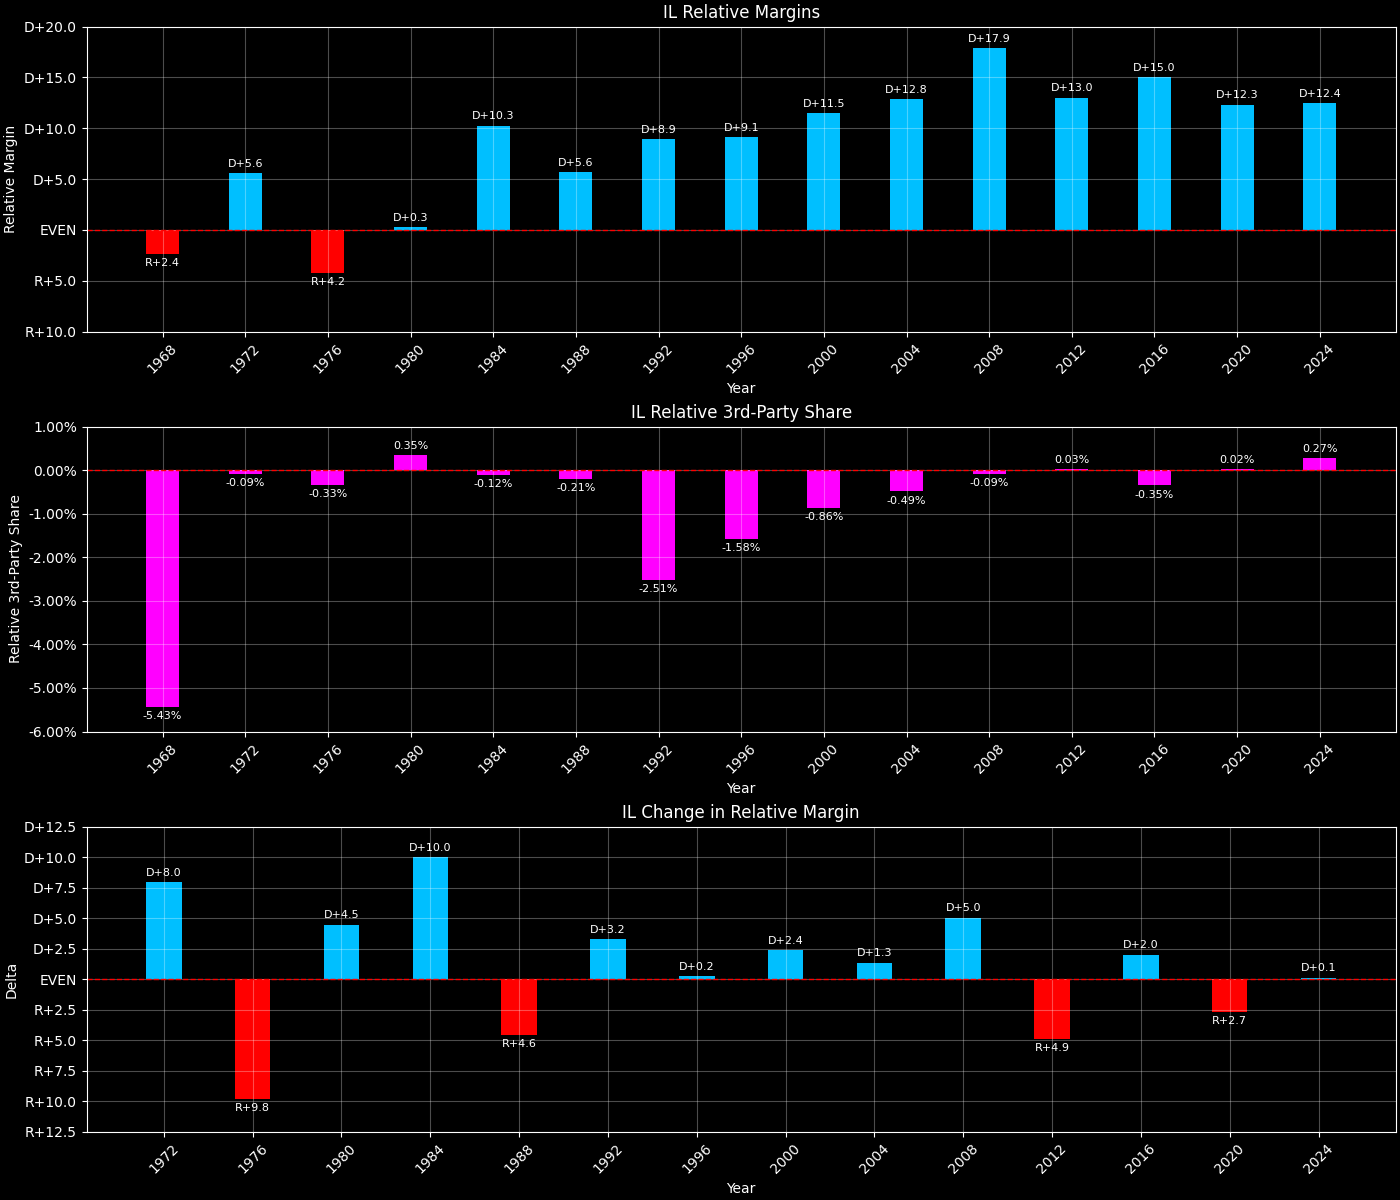 IL Relative Margins
D+20.0
D+15.0
D+10.0
D+5.0
EVEN
R+5.0
R+10.0
Relative Margin
R+2.4
D+5.6
R+4.2
D+0.3
D+10.3
D+5.6
D+8.9
D+9.1
D+11.5
D+12.8
D+17.9
D+13.0
D+15.0
D+12.3
D+12.4
1968
1972
1976
1980
1984
1988
1992
1996
2000
2004
2008
2012
2016
2020
2024
Year
IL Relative 3rd-Party Share
1.00%
0.00%
-1.00%
-2.00%
-3.00%
-4.00%
-5.00%
-6.00%
Relative 3rd-Party Share
-5.43%
-0.09%
-0.33%
0.35%
-0.12%
-0.21%
-2.51%
-1.58%
-0.86%
-0.49%
-0.09%
0.03%
-0.35%
0.02%
0.27%
1968
1972
1976
1980
1984
1988
1992
1996
2000
2004
2008
2012
2016
2020
2024
Year
IL Change in Relative Margin
D+12.5
D+10.0
D+7.5
D+5.0
D+2.5
EVEN
R+2.5
R+5.0
R+7.5
R+10.0
R+12.5
Delta
D+8.0
R+9.8
D+4.5
D+10.0
R+4.6
D+3.2
D+0.2
D+2.4
D+1.3
D+5.0
R+4.9
D+2.0
R+2.7
D+0.1
1972
1976
1980
1984
1988
1992
1996
2000
2004
2008
2012
2016
2020
2024
Year